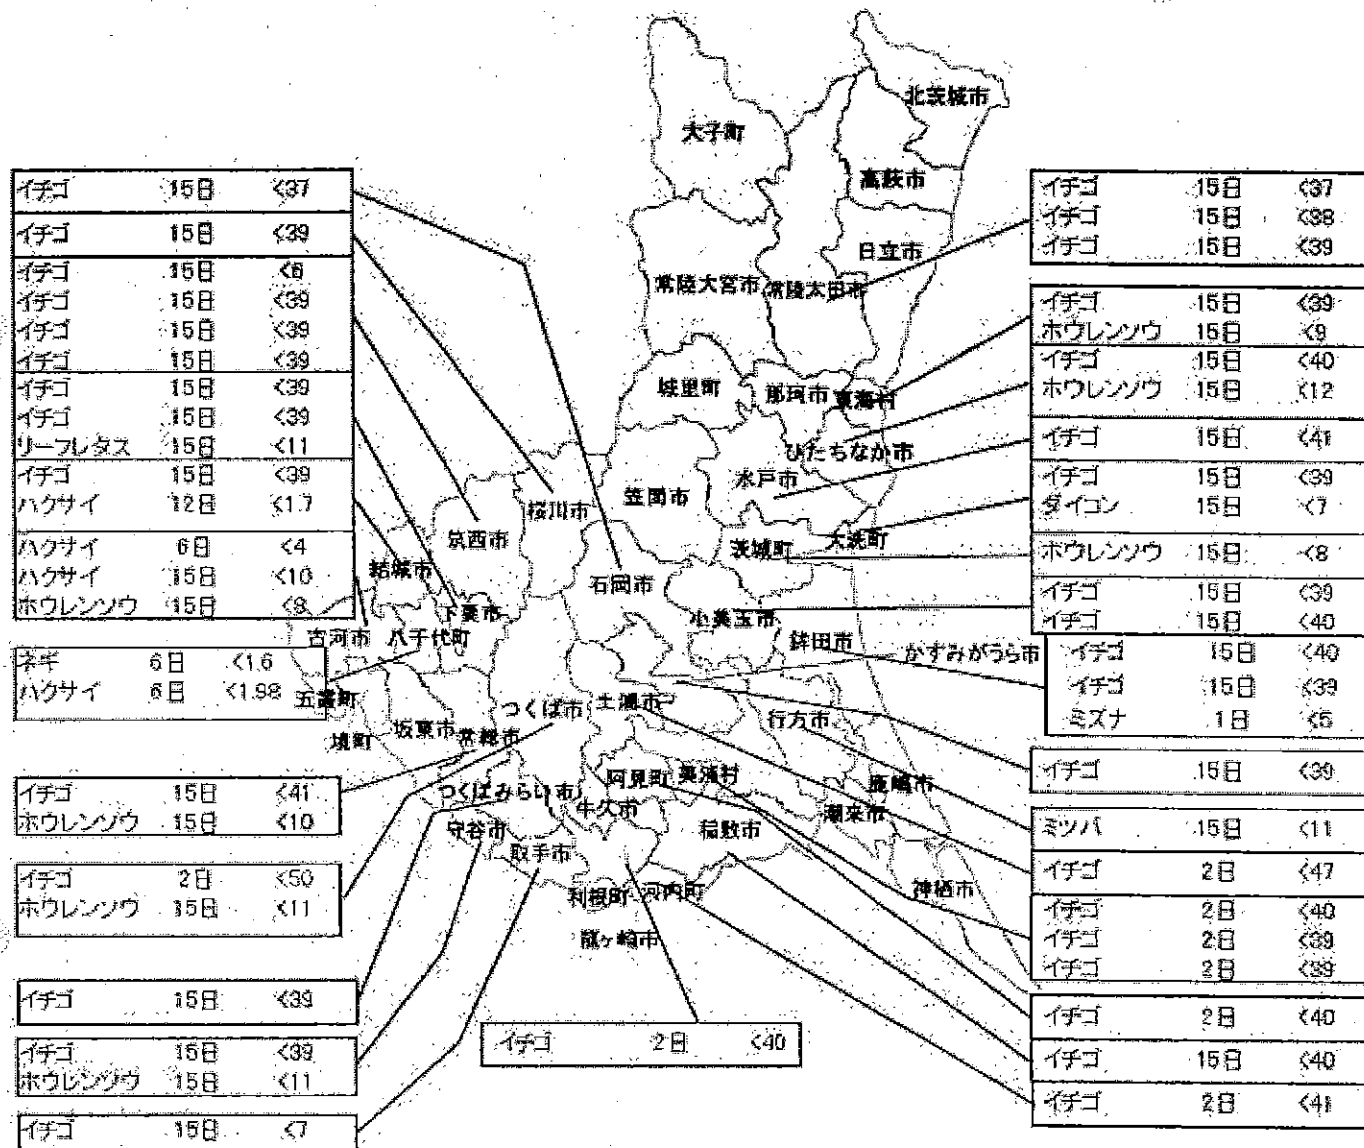 イチゴ 15日 <37
イチゴ 15日 <39
イチゴ 15日 <6
イチゴ 15日 <39
イチゴ 15日 <39
イチゴ 15日 <39
イチゴ 15日 <39
イチゴ 15日 <39
リーフレタス 15日 <11
イチゴ 15日 <39
ハクサイ 12日 <1.7
ハクサイ 6日 <4
ハクサイ 15日 <10
ホウレンソウ 15日 <8
ネギ 6日 <1.6
ハクサイ 6日 <1.98
イチゴ 15日 <41
ホウレンソウ 15日 <10
イチゴ 2日 <50
ホウレンソウ 15日 <11
イチゴ 15日 <39
イチゴ 15日 <39
ホウレンソウ 15日 <11
イチゴ 15日 <7
北茨城市
大子町
高萩市
日立市
常陸大宮市
常陸太田市
城里町
那珂市
東海村
ひたちなか市
水戸市
笠間市
桜川市
筑西市
茨城町
大洗町
結城市
石岡市
下妻市
小美玉市
古河市
八千代町
鉾田市
かすみがうら市
五霞町
つくば市
土浦市
行方市
境町
坂東市
常総市
阿見町
美浦村
鹿嶋市
つくばみらい市
牛久市
潮来市
守谷市
稲敷市
取手市
利根町
河内町
神栖市
龍ヶ崎市
イチゴ 2日 <40
イチゴ 15日 <37
イチゴ 15日 <38
イチゴ 15日 <39
イチゴ 15日 <39
ホウレンソウ 15日 <9
イチゴ 15日 <40
ホウレンソウ 15日 <12
イチゴ 15日 <41
イチゴ 15日 <39
ダイコン 15日 <7
ホウレンソウ 15日 <8
イチゴ 15日 <39
イチゴ 15日 <40
イチゴ 15日 <40
イチゴ 15日 <39
ミズナ 1日 <5
イチゴ 15日 <39
ミツバ 15日 <11
イチゴ 2日 <47
イチゴ 2日 <40
イチゴ 2日 <39
イチゴ 2日 <39
イチゴ 2日 <40
イチゴ 15日 <40
イチゴ 2日 <41